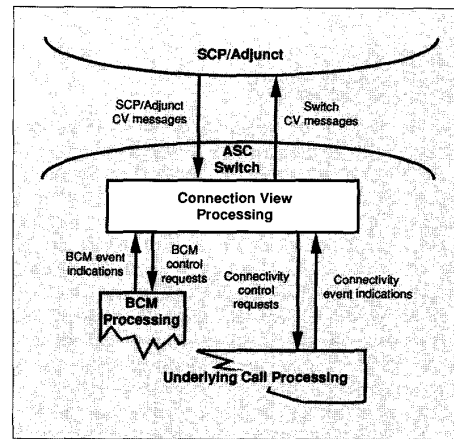 SCP/Adjunct
SCP/Adjunct
CV messages
Switch
CV messages
ASC
Switch
Connection View
Processing
BCM event
indications
BCM
control
requests
Connectivity
control
requests
Connectivity
event indications
BCM
Processing
Underlying Call Processing